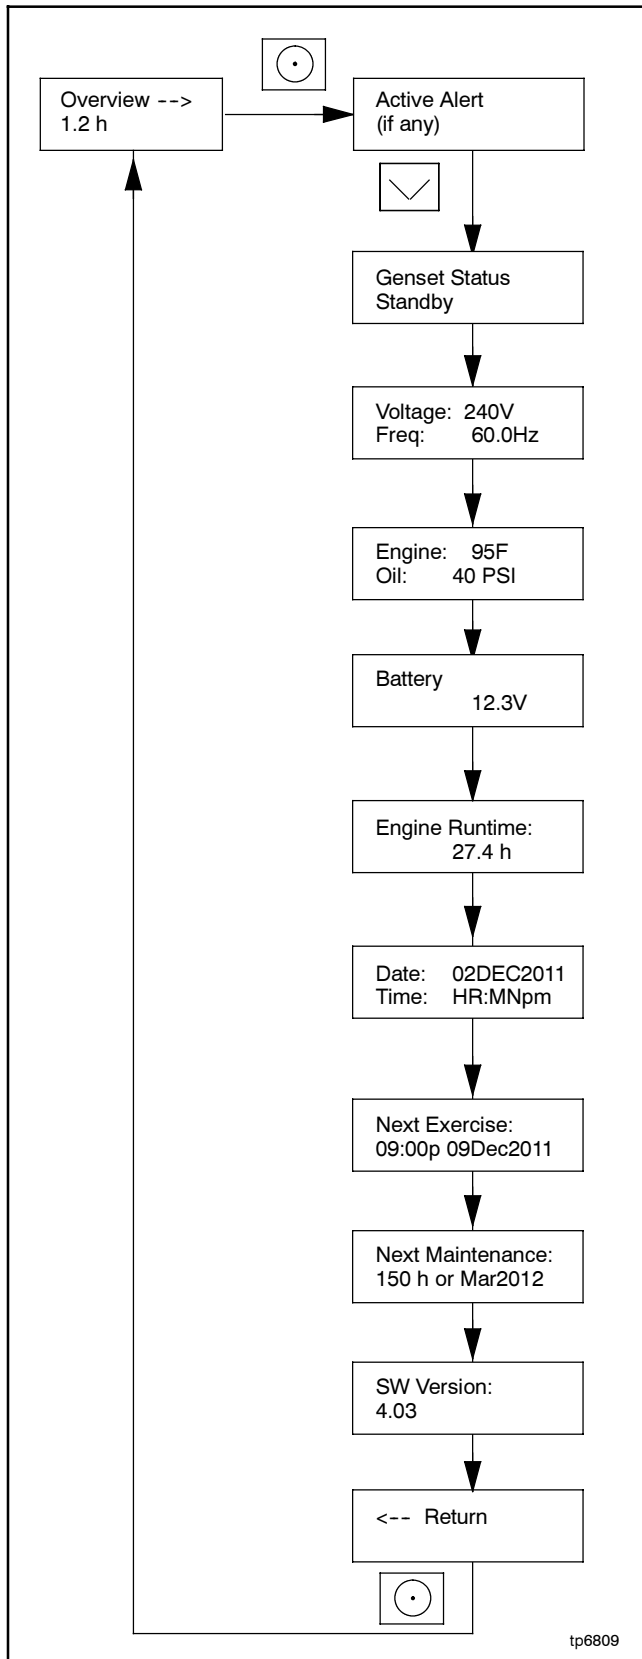 Overview -->
1.2 h
Active Alert
(if any)
Genset Status
Standby
Voltage: 240V
Freq: 60.0Hz
Engine: 95F
Oil: 40 PSI
Battery
12.3V
Engine Runtime:
27.4 h
Date: 02DEC2011
Time: HR:MNpm
Next Exercise:
09:00p 09Dec2011
Next Maintenance:
150 h or Mar2012
SW Version:
4.03
<-- Return
tp6809